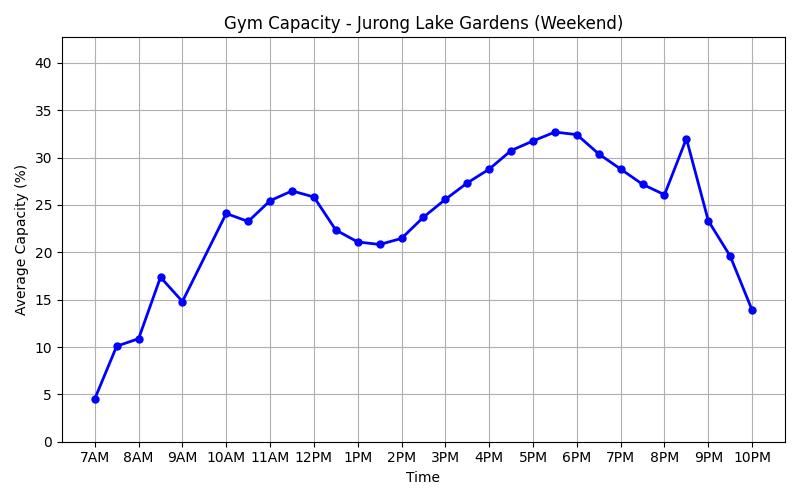 Gym Capacity - Jurong Lake Gardens (Weekend)
Average Capacity (%)
40
35
30
25
20
15
10
5
0
7AM 8AM 9AM 10AM 11AM 12PM 1PM 2PM 3PM 4PM 5PM 6PM 7PM 8PM 9PM 10PM
Time